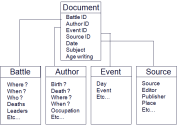 Document
Battle ID
Author ID
Event ID
Source ID
Date
Subject
Age writing
Battle
Where ?
When ?
Who ?
Deaths
Leaders
Etc...
Author
Birth ?
Death ?
Where ?
When ?
Occupation
Etc...
Event
Day
Event
Etc...
Source
Source
Editor
Publisher
Place
Etc...